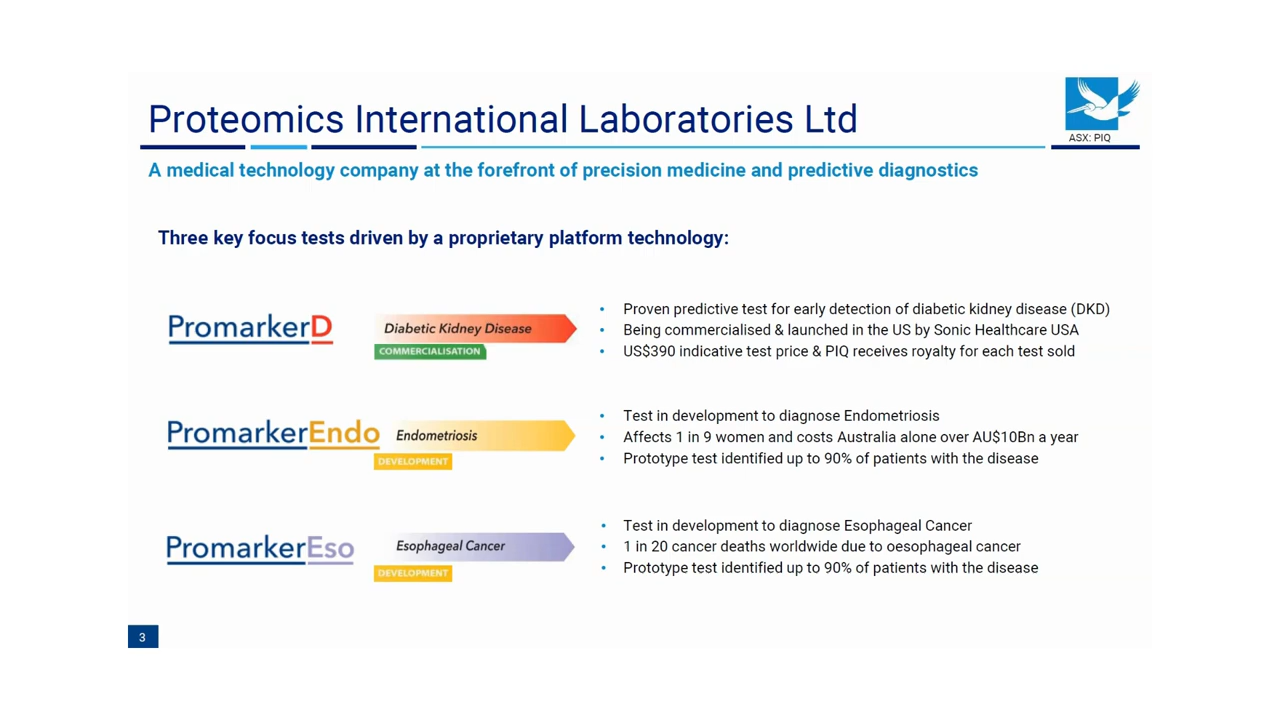 Proteomics International Laboratories Ltd
ASX: PIQ
A medical technology company at the forefront of precision medicine and predictive diagnostics
Three key focus tests driven by a proprietary platform technology:
PromarkerD
Diabetic Kidney Disease
COMMERCIALISATION
• Proven predictive test for early detection of diabetic kidney disease (DKD)
• Being commercialised & launched in the US by Sonic Healthcare USA
• US$390 indicative test price & PIQ receives royalty for each test sold
PromarkerEndo
Endometriosis
DEVELOPMENT
• Test in development to diagnose Endometriosis
• Affects 1 in 9 women and costs Australia alone over AU$10Bn a year
• Prototype test identified up to 90% of patients with the disease
PromarkerEso
Esophageal Cancer
DEVELOPMENT
• Test in development to diagnose Esophageal Cancer
• 1 in 20 cancer deaths worldwide due to oesophageal cancer
• Prototype test identified up to 90% of patients with the disease
3